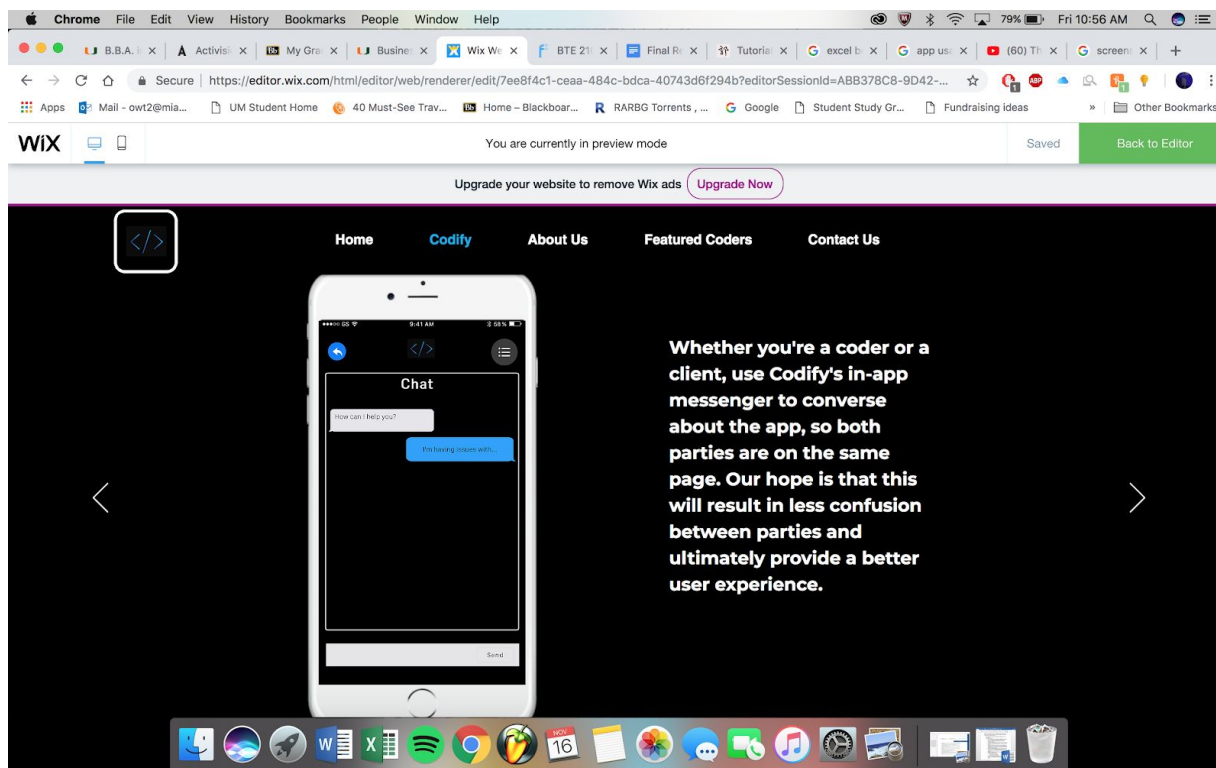 Chrome File Edit View History Bookmarks People Window Help 79% Fri 10:56 AM
B.B.A. i Activisi My Gra Busines Wix We BTE 210 Final Re Tutorial excel b app us (60) Th screen
Secure https://editor.wix.com/html/editor/web/renderer/edit/7ee8f4c1-ceaa-484c-bdca-40743d6f294b?editorSessionId=ABB378C8-9D42-...
Apps Mail - owt2@mia... UM Student Home 40 Must-See Trav... Home – Blackboar... RARBG Torrents , ... Google Student Study Gr... Fundraising ideas » Other Bookmarks
WiX You are currently in preview mode Saved Back to Editor
Upgrade your website to remove Wix ads Upgrade Now
</> Home Codify About Us Featured Coders Contact Us
GS 9:41 AM 58%
</>
Chat
How can I help you?
I'm having issues with...
Send
Whether you're a coder or a
client, use Codify's in-app
messenger to converse
about the app, so both
parties are on the same
page. Our hope is that this
will result in less confusion
between parties and
ultimately provide a better
user experience.
NOV
16